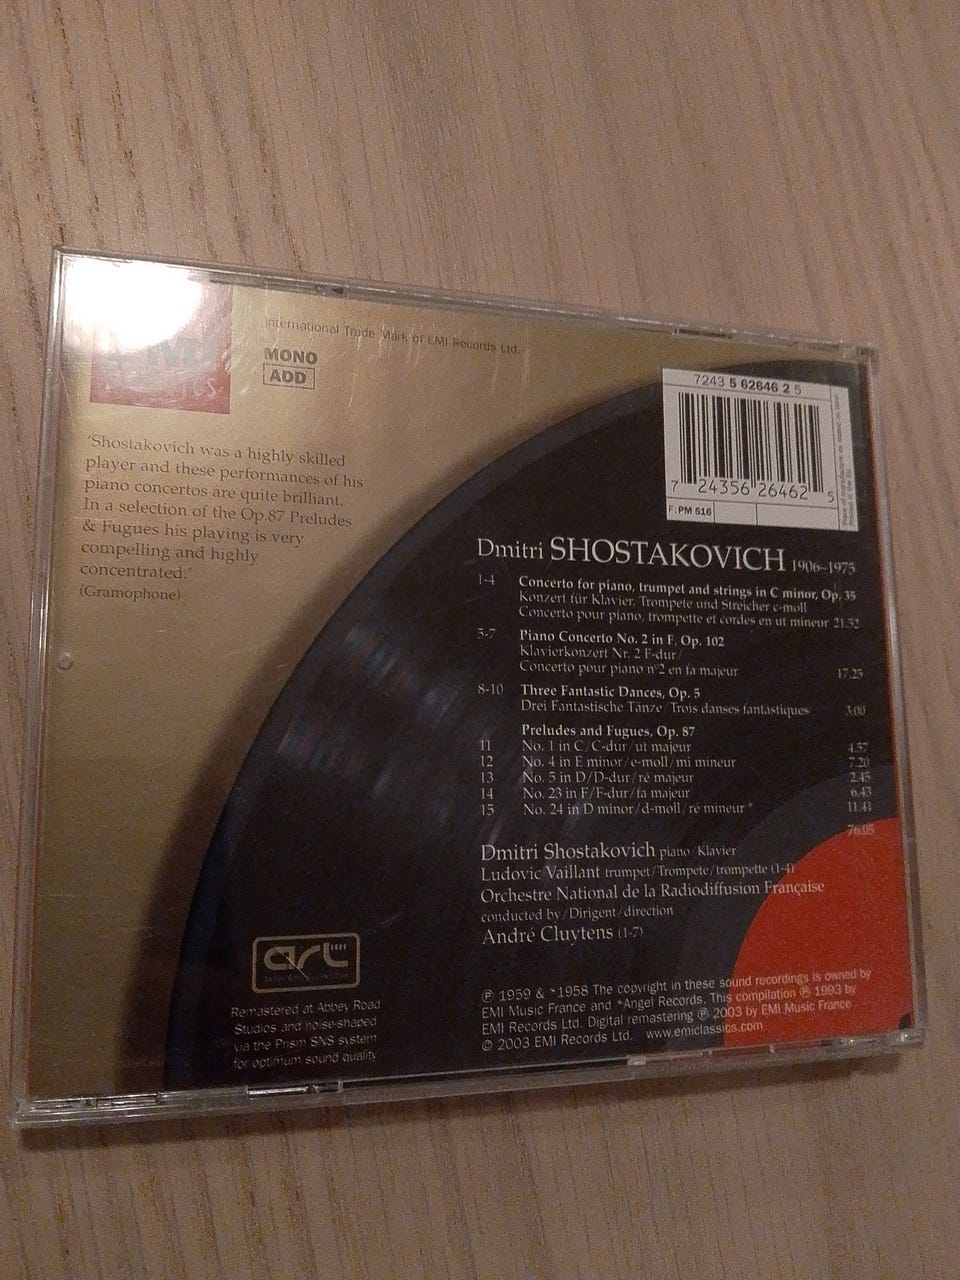 International Trade Mark of EMI Records Ltd.
MONO
ADD
'Shostakovich was a highly skilled
player and these performances of his
piano concertos are quite brilliant.
In a selection of the Op.87 Preludes
& Fugues his playing is very
compelling and highly
concentrated.'
(Gramophone)
7243 5 62646 2 5
7 24356 26462 5
F: PM 516
Printed in the EU
Dmitri SHOSTAKOVICH 1906–1975
1-4 Concerto for piano, trumpet and strings in C minor, Op. 35
Konzert für Klavier, Trompete und Streicher c-moll
Concerto pour piano, trompette et cordes en ut mineur 21.52
5-7 Piano Concerto No. 2 in F, Op. 102
Klavierkonzert Nr. 2 F-dur/
Concerto pour piano n°2 en fa majeur 17.25
8-10 Three Fantastic Dances, Op. 5
Drei Fantastische Tänze/Trois danses fantastiques 3.00
Preludes and Fugues, Op. 87
11 No. 1 in C/C-dur/ut majeur 4.57
12 No. 4 in E minor/e-moll/mi mineur 7.20
13 No. 5 in D/D-dur/ré majeur 2.45
14 No. 23 in F/F-dur/fa majeur 6.43
15 No. 24 in D minor/d-moll/ré mineur * 11.41
76.05
Dmitri Shostakovich piano/Klavier
Ludovic Vaillant trumpet/Trompete/trompette (1-4)
Orchestre National de la Radiodiffusion Française
conducted by/Dirigent/direction
André Cluytens (1-7)
art
Remastered at Abbey Road
Studios and noise-shaped
via the Prism SNS system
for optimum sound quality
℗ 1959 & *1958 The copyright in these sound recordings is owned by
EMI Music France and *Angel Records. This compilation ℗ 1993 by
EMI Records Ltd. Digital remastering ℗ 2003 by EMI Music France.
© 2003 EMI Records Ltd. www.emiclassics.com